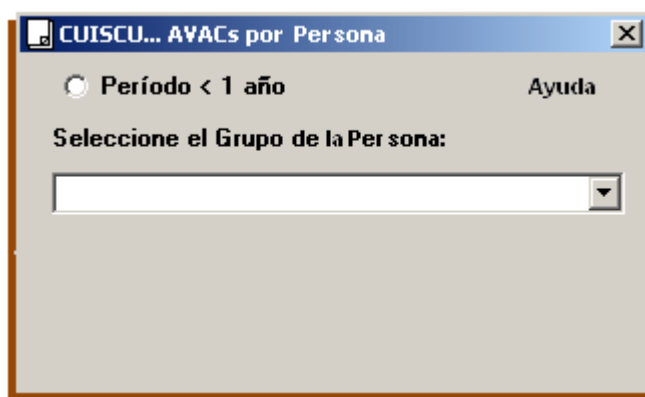 CUISCU... AVACs por Persona
Período < 1 año Ayuda
Seleccione el Grupo de la Persona: